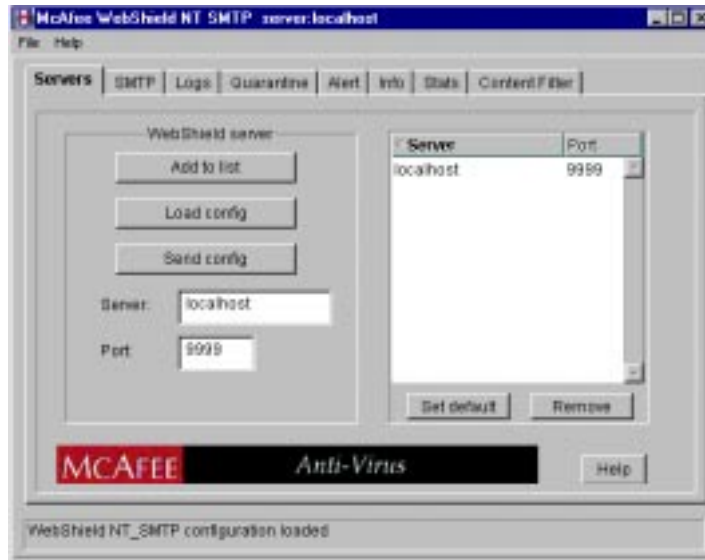 McAfee WebShield NT SMTP server:localhost
File Help
Servers SMTP Logs Quarantine Alert Info Stats Content Filter
WebShield server
Add to list
Load config
Send config
Server: localhost
Port: 9999
Server Port
localhost 9999
Set default Remove
McAFEE Anti-Virus
Help
WebShield NT_SMTP configuration loaded